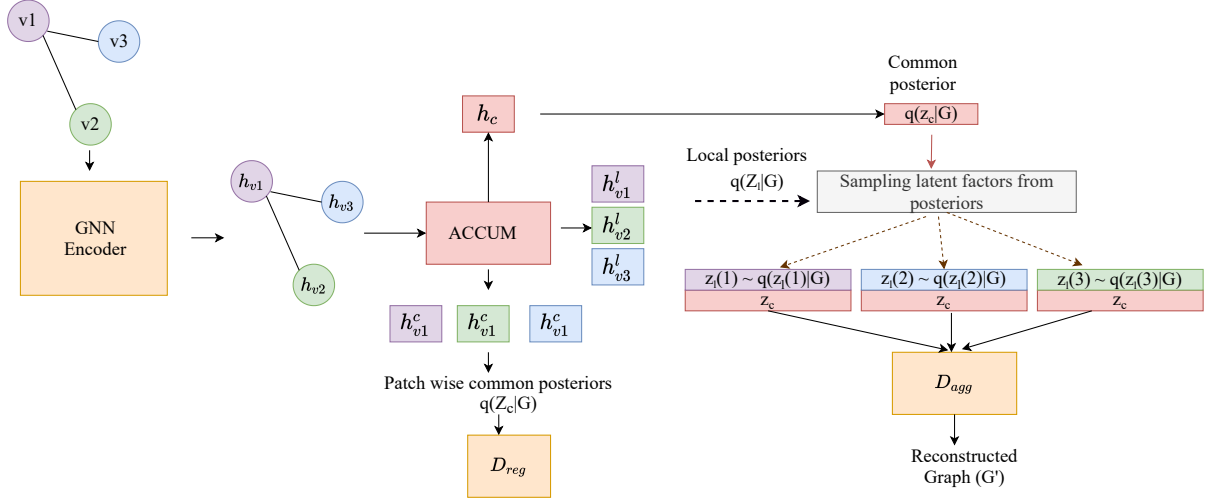 v1
v3
v2
GNN
Encoder
h_{v1}
h_{v3}
h_{v2}
h_c
ACCUM
h^l_{v1}
h^l_{v2}
h^l_{v3}
h^c_{v1}
h^c_{v1}
h^c_{v1}
Patch wise common posteriors
q(Z_c|G)
D_{reg}
Common
posterior
q(z_c|G)
Local posteriors
q(Z_l|G)
Sampling latent factors from
posteriors
z_l(1) ~ q(z_l(1)|G)
z_c
z_l(2) ~ q(z_l(2)|G)
z_c
z_l(3) ~ q(z_l(3)|G)
z_c
D_{agg}
Reconstructed
Graph (G')